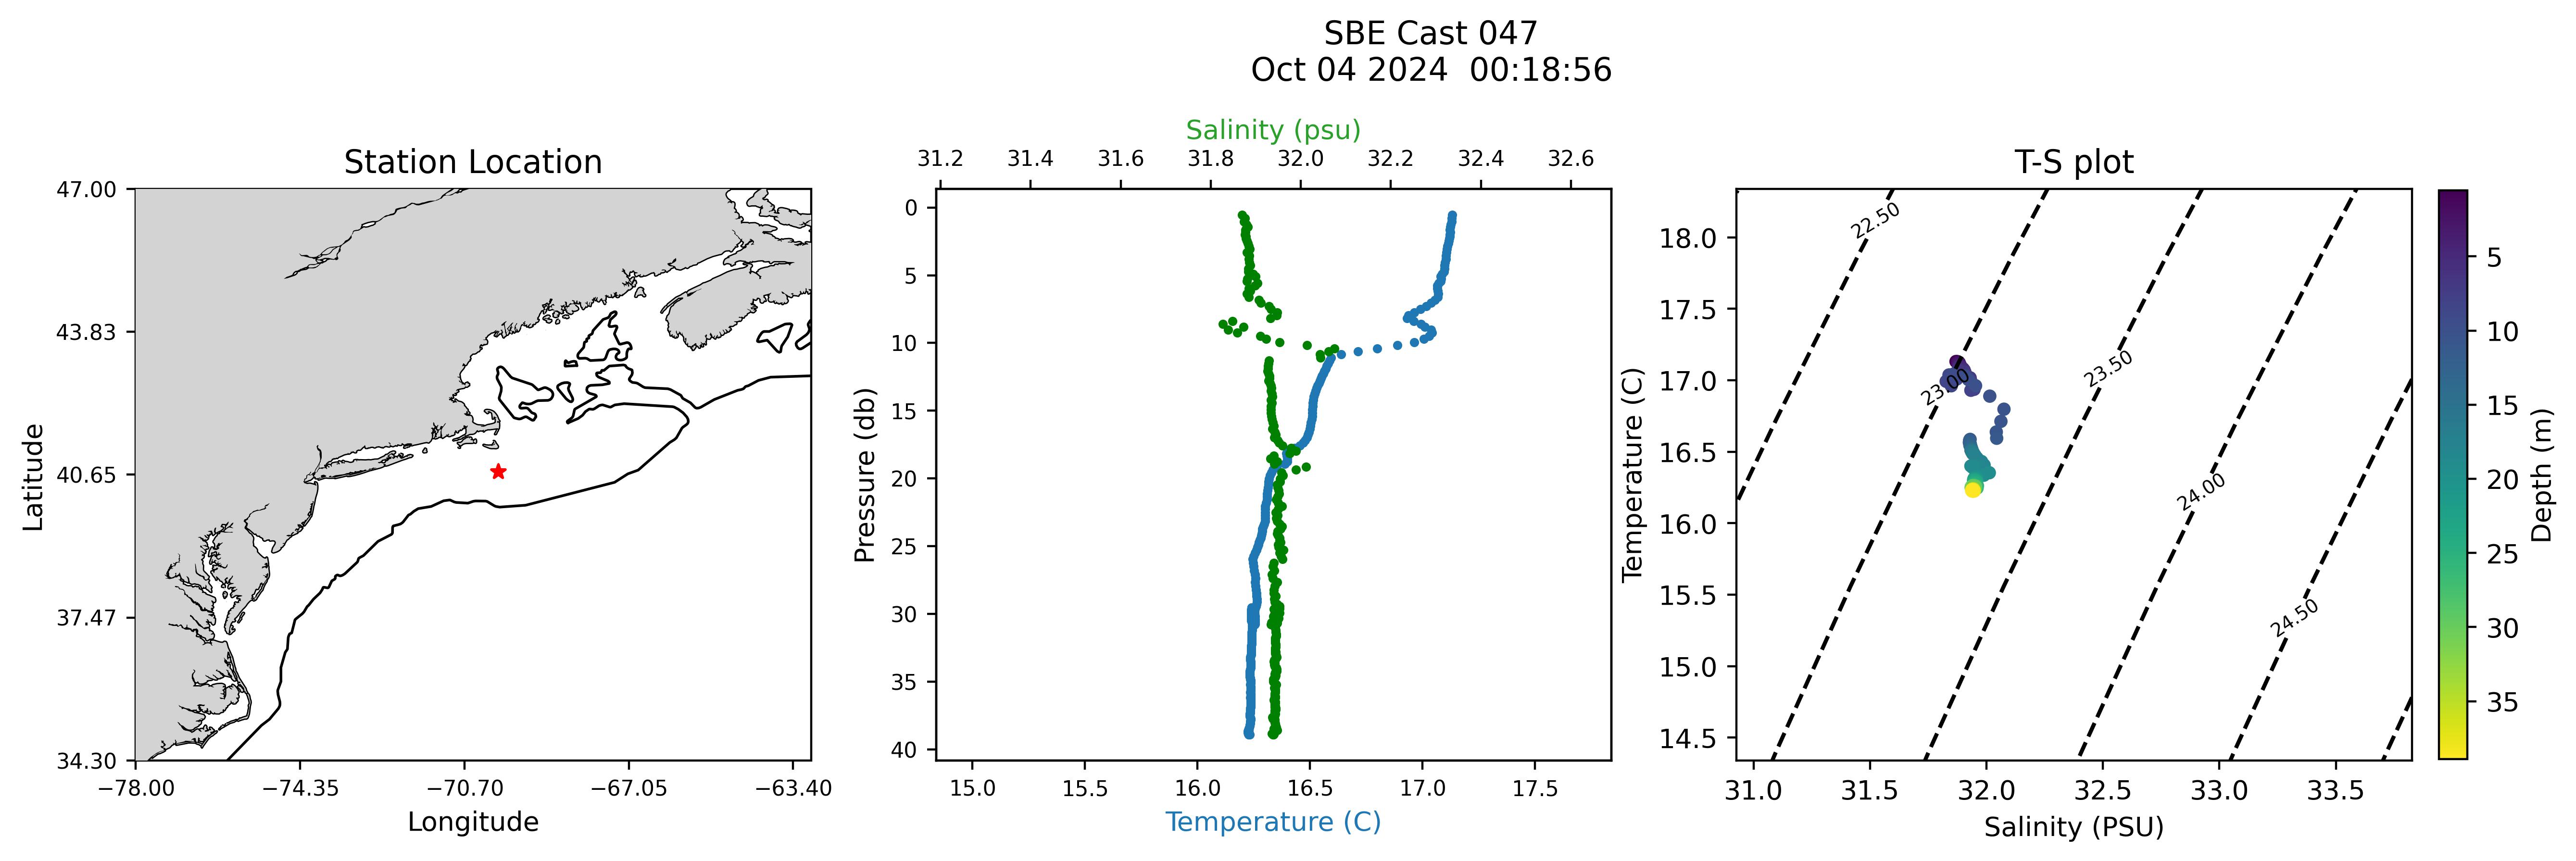 SBE Cast 047
Oct 04 2024  00:18:56
Station Location
47.00
43.83
40.65
37.47
34.30
Latitude
−78.00 −74.35 −70.70 −67.05 −63.40
Longitude
Salinity (psu)
31.2 31.4 31.6 31.8 32.0 32.2 32.4 32.6
0
5
10
15
20
25
30
35
40
Pressure (db)
15.0 15.5 16.0 16.5 17.0 17.5
Temperature (C)
T-S plot
18.0
17.5
17.0
16.5
16.0
15.5
15.0
14.5
Temperature (C)
22.50
23.00
23.50
24.00
24.50
31.0 31.5 32.0 32.5 33.0 33.5
Salinity (PSU)
5
10
15
20
25
30
35
Depth (m)